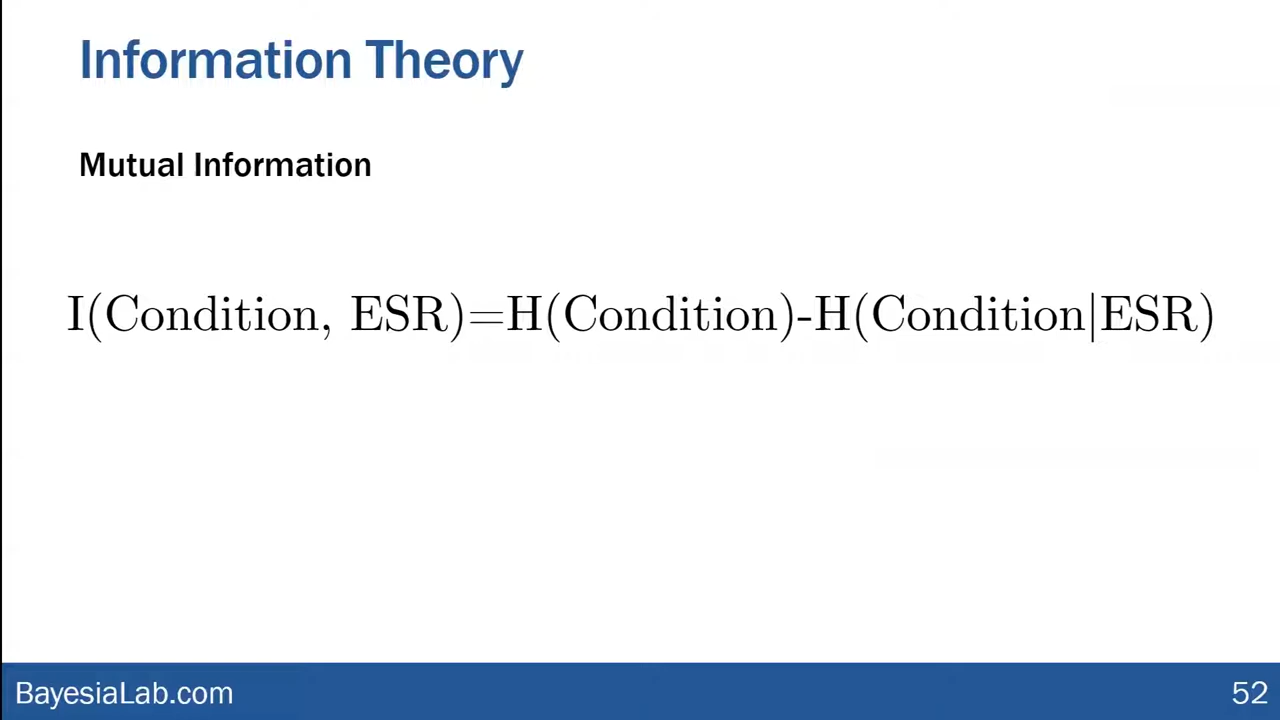 Information Theory
Mutual Information
I(Condition, ESR)=H(Condition)-H(Condition|ESR)
BayesiaLab.com
52